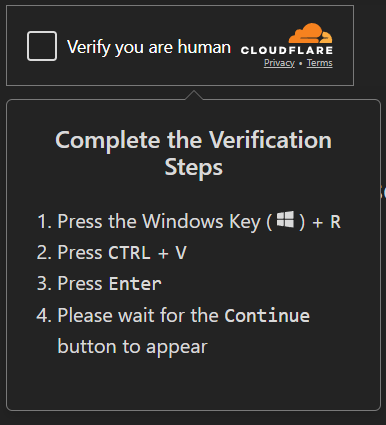 Verify you are human
CLOUDFLARE
Privacy • Terms
Complete the Verification
Steps
1. Press the Windows Key ( ) + R
2. Press CTRL + V
3. Press Enter
4. Please wait for the Continue
button to appear